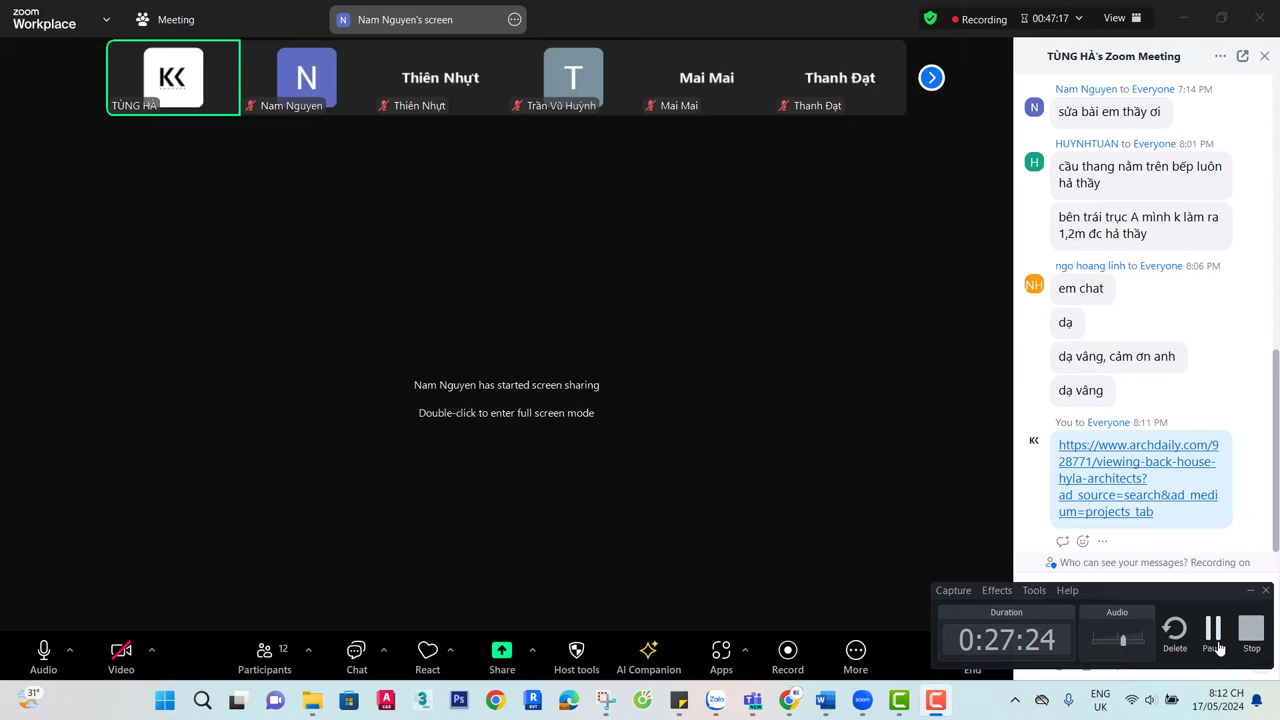 zoom
Workplace
Meeting
N Nam Nguyen's screen
Recording
00:47:17
View
KK
TÙNG HÀ
N
Nam Nguyen
Thiên Nhựt
Thiên Nhựt
T
Trần Vũ Huỳnh
Mai Mai
Mai Mai
Thanh Đạt
Thanh Đạt
Nam Nguyen has started screen sharing
Double-click to enter full screen mode
TÙNG HÀ's Zoom Meeting
Nam Nguyen to Everyone 7:14 PM
N
sửa bài em thầy ơi
HUYNHTUAN to Everyone 8:01 PM
H
cầu thang nằm trên bếp luôn
hả thầy
bên trái trục A mình k làm ra
1,2m đc hả thầy
ngo hoang linh to Everyone 8:06 PM
NH
em chat
dạ
dạ vâng, cảm ơn anh
dạ vâng
You to Everyone 8:11 PM
KK
https://www.archdaily.com/9
28771/viewing-back-house-
hyla-architects?
ad_source=search&ad_medi
um=projects_tab
Who can see your messages? Recording on
Capture Effects Tools Help
Duration
0:27:24
Audio
Delete
Stop
Audio
Video
12
Participants
Chat
React
Share
Host tools
AI Companion
Apps
Record
More
End
31°
ENG
UK
8:12 CH
17/05/2024